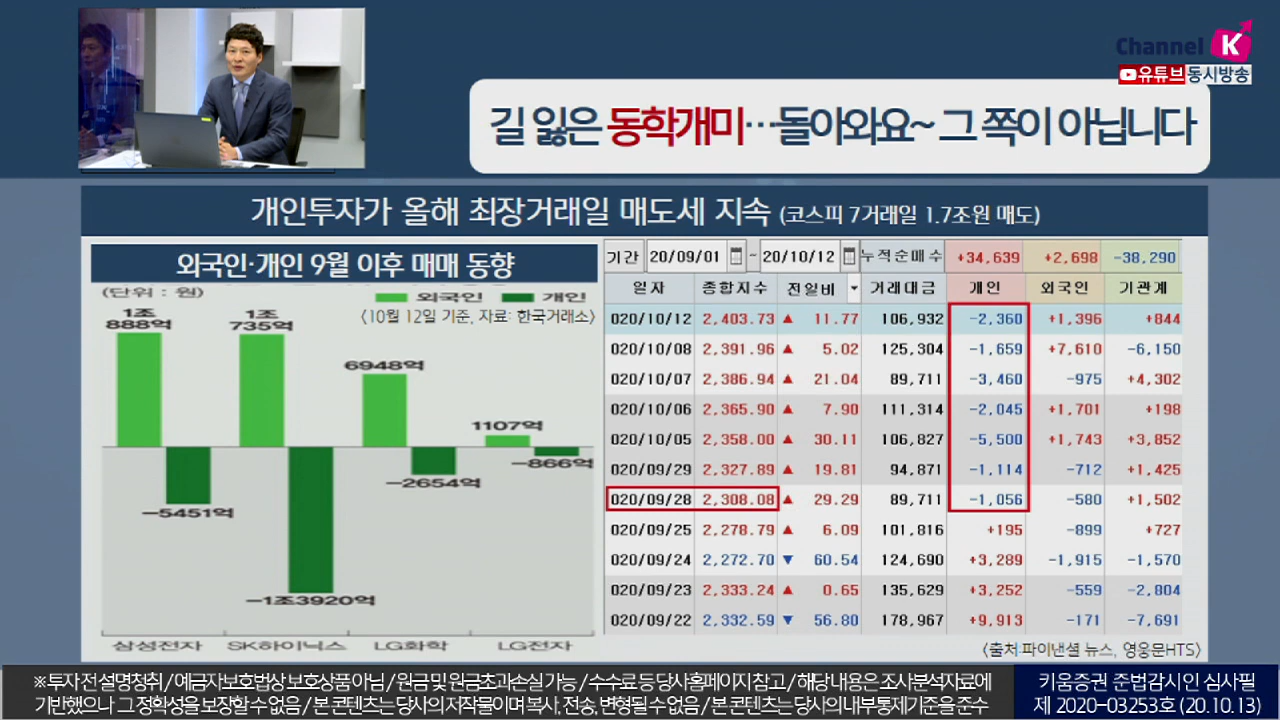 Channel K
유튜브동시방송
길 잃은 동학개미…돌아와요~ 그 쪽이 아닙니다
개인투자가 올해 최장거래일 매도세 지속 (코스피 7거래일 1.7조원 매도)
외국인·개인 9월 이후 매매 동향
(단위 : 원)
외국인 개인
〈10월 12일 기준, 자료: 한국거래소〉
1조
888억
1조
735억
6948억
1107억
-866억
-2654억
-5451억
-1조3920억
삼성전자 SK하이닉스 LG화학 LG전자
기간 20/09/01 ~ 20/10/12 누적순매수 +34,639 +2,698 -38,290
일자 종합지수 전일비 거래대금 개인 외국인 기관계
020/10/12 2,403.73 ▲ 11.77 106,932 -2,360 +1,396 +844
020/10/08 2,391.96 ▲ 5.02 125,304 -1,659 +7,610 -6,150
020/10/07 2,386.94 ▲ 21.04 89,711 -3,460 -975 +4,302
020/10/06 2,365.90 ▲ 7.90 111,314 -2,045 +1,701 +198
020/10/05 2,358.00 ▲ 30.11 106,827 -5,500 +1,743 +3,852
020/09/29 2,327.89 ▲ 19.81 94,871 -1,114 -712 +1,425
020/09/28 2,308.08 ▲ 29.29 89,711 -1,056 -580 +1,502
020/09/25 2,278.79 ▲ 6.09 101,816 +195 -899 +727
020/09/24 2,272.70 ▼ 60.54 124,690 +3,289 -1,915 -1,570
020/09/23 2,333.24 ▲ 0.65 135,629 +3,252 -559 -2,804
020/09/22 2,332.59 ▼ 56.80 178,967 +9,913 -171 -7,691
〈출처:파이낸셜 뉴스, 영웅문HTS〉
※ 투자 전 설명청취 / 예금자보호법상 보호상품 아님 / 원금 및 원금초과손실 가능 / 수수료 등 당사홈페이지 참고 / 해당 내용은 조사분석자료에
기반했으나 그 정확성을 보장할 수 없음 / 본 콘텐츠는 당사의 저작물이며 복사, 전송, 변형될 수 없음 / 본 콘텐츠는 당사의 내부통제기준을 준수
키움증권 준법감시인 심사필
제 2020-03253호 (20.10.13)